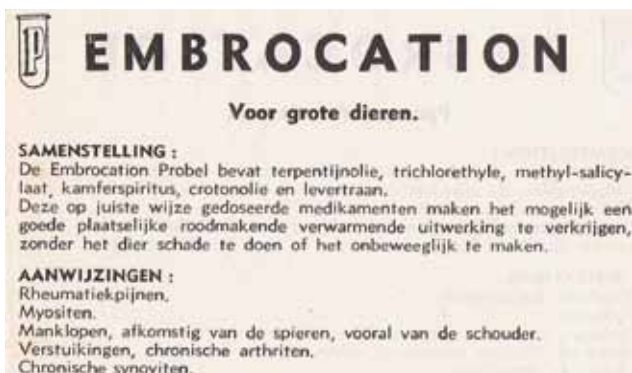 P
EMBROCATION
Voor grote dieren.
SAMENSTELLING :
De Embrocation Probel bevat terpentijnolie, trichlorethyle, methyl-salicy-
laat, kamferspiritus, crotonolie en levertraan.
Deze op juiste wijze gedoseerde medikamenten maken het mogelijk een
goede plaatselijke roodmakende verwarmende uitwerking te verkrijgen,
zonder het dier schade te doen of het onbeweeglijk te maken.
AANWIJZINGEN :
Rheumatiekpijnen.
Myositen.
Manklopen, afkomstig van de spieren, vooral van de schouder.
Verstuikingen, chronische arthriten.
Chronische synoviten.